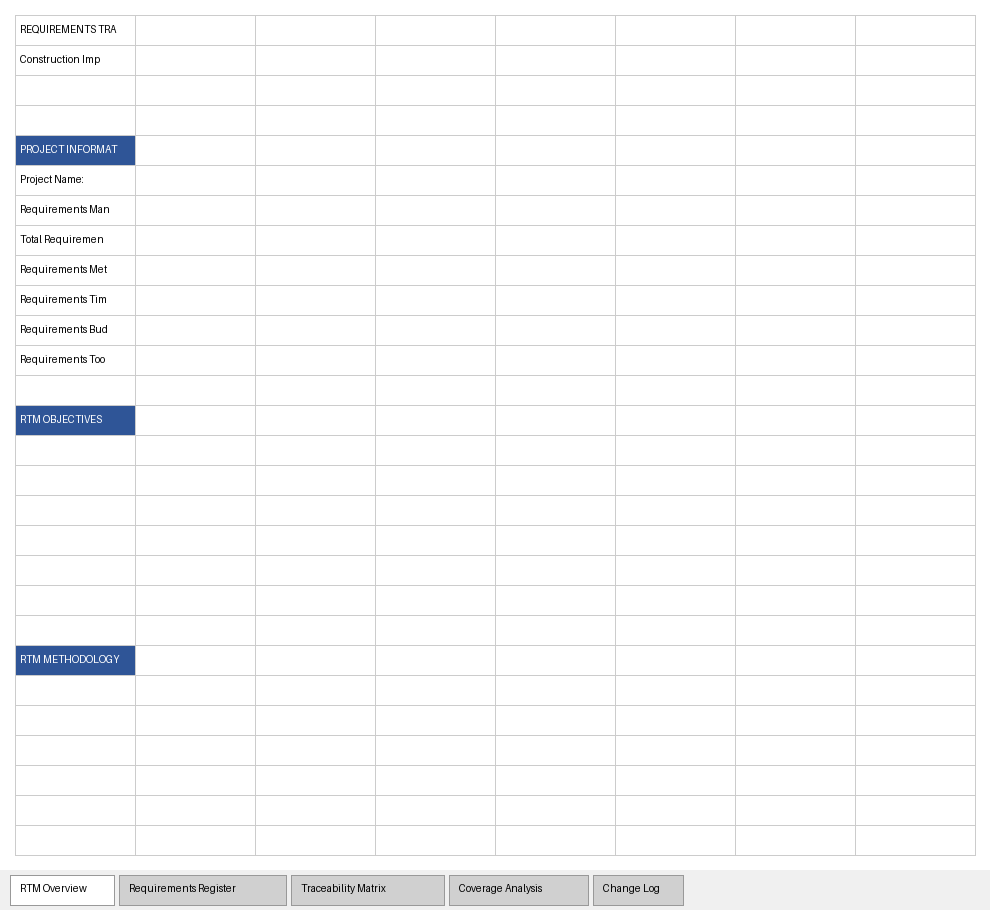 REQUIREMENTS TRA
Construction Imp
PROJECT INFORMAT
Project Name:
Requirements Man
Total Requiremen
Requirements Met
Requirements Tim
Requirements Bud
Requirements Too
RTM OBJECTIVES
RTM METHODOLOGY
RTM Overview Requirements Register Traceability Matrix Coverage Analysis Change Log